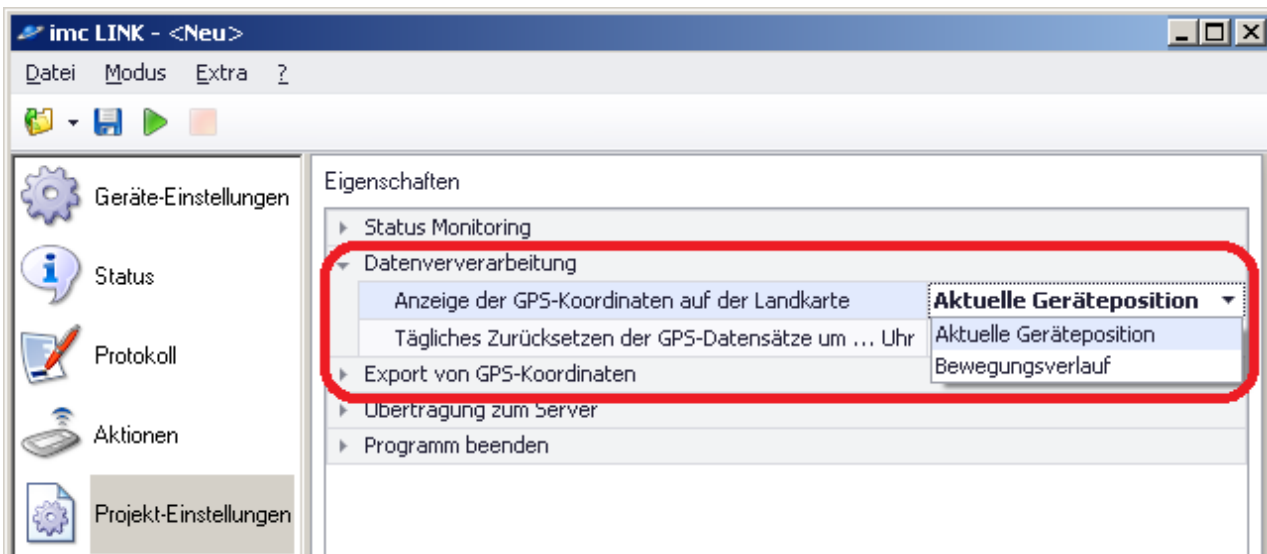 imc LINK - <Neu>
Datei Modus Extra ?
Geräte-Einstellungen
Status
Protokoll
Aktionen
Projekt-Einstellungen
Eigenschaften
Status Monitoring
Datenververarbeitung
Anzeige der GPS-Koordinaten auf der Landkarte Aktuelle Geräteposition
Tägliches Zurücksetzen der GPS-Datensätze um ... Uhr
Aktuelle Geräteposition
Bewegungsverlauf
Export von GPS-Koordinaten
Übertragung zum Server
Programm beenden